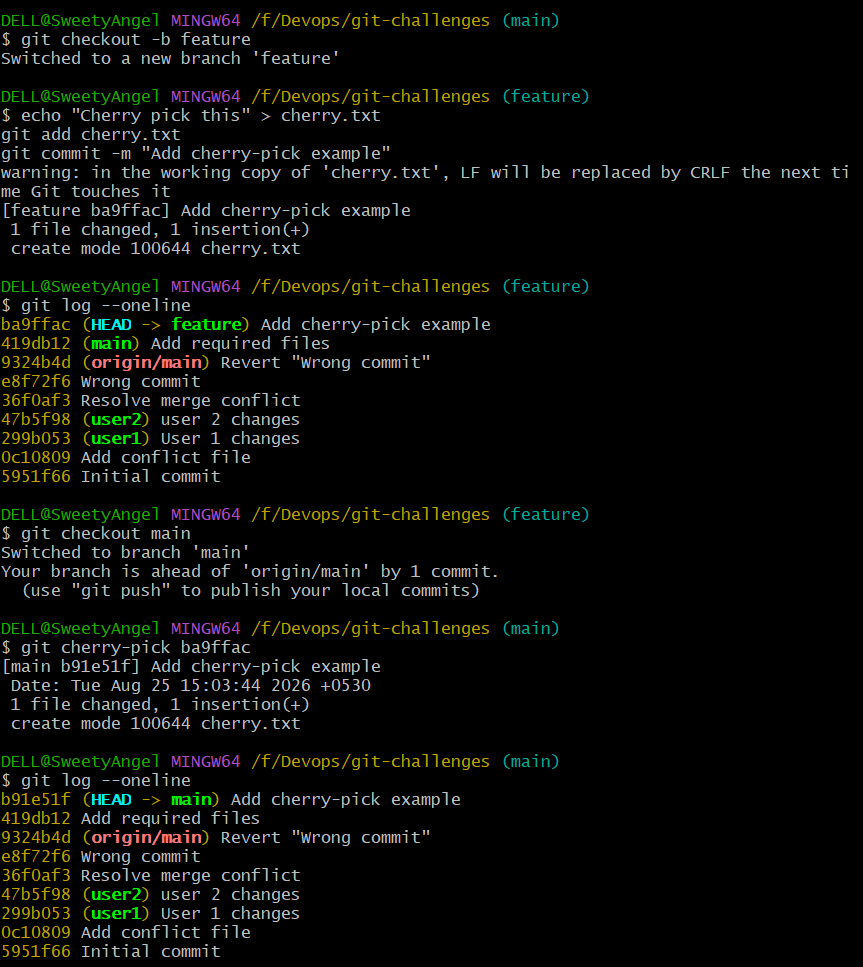 DELL@SweetyAngel MINGW64 /f/Devops/git-challenges (main)
$ git checkout -b feature
Switched to a new branch 'feature'
DELL@SweetyAngel MINGW64 /f/Devops/git-challenges (feature)
$ echo "Cherry pick this" > cherry.txt
git add cherry.txt
git commit -m "Add cherry-pick example"
warning: in the working copy of 'cherry.txt', LF will be replaced by CRLF the next ti
me Git touches it
[feature ba9ffac] Add cherry-pick example
 1 file changed, 1 insertion(+)
 create mode 100644 cherry.txt
DELL@SweetyAngel MINGW64 /f/Devops/git-challenges (feature)
$ git log --oneline
ba9ffac (HEAD -> feature) Add cherry-pick example
419db12 (main) Add required files
9324b4d (origin/main) Revert "Wrong commit"
e8f72f6 Wrong commit
36f0af3 Resolve merge conflict
47b5f98 (user2) user 2 changes
299b053 (user1) User 1 changes
0c10809 Add conflict file
5951f66 Initial commit
DELL@SweetyAngel MINGW64 /f/Devops/git-challenges (feature)
$ git checkout main
Switched to branch 'main'
Your branch is ahead of 'origin/main' by 1 commit.
  (use "git push" to publish your local commits)
DELL@SweetyAngel MINGW64 /f/Devops/git-challenges (main)
$ git cherry-pick ba9ffac
[main b91e51f] Add cherry-pick example
 Date: Tue Aug 25 15:03:44 2026 +0530
 1 file changed, 1 insertion(+)
 create mode 100644 cherry.txt
DELL@SweetyAngel MINGW64 /f/Devops/git-challenges (main)
$ git log --oneline
b91e51f (HEAD -> main) Add cherry-pick example
419db12 Add required files
9324b4d (origin/main) Revert "Wrong commit"
e8f72f6 Wrong commit
36f0af3 Resolve merge conflict
47b5f98 (user2) user 2 changes
299b053 (user1) User 1 changes
0c10809 Add conflict file
5951f66 Initial commit